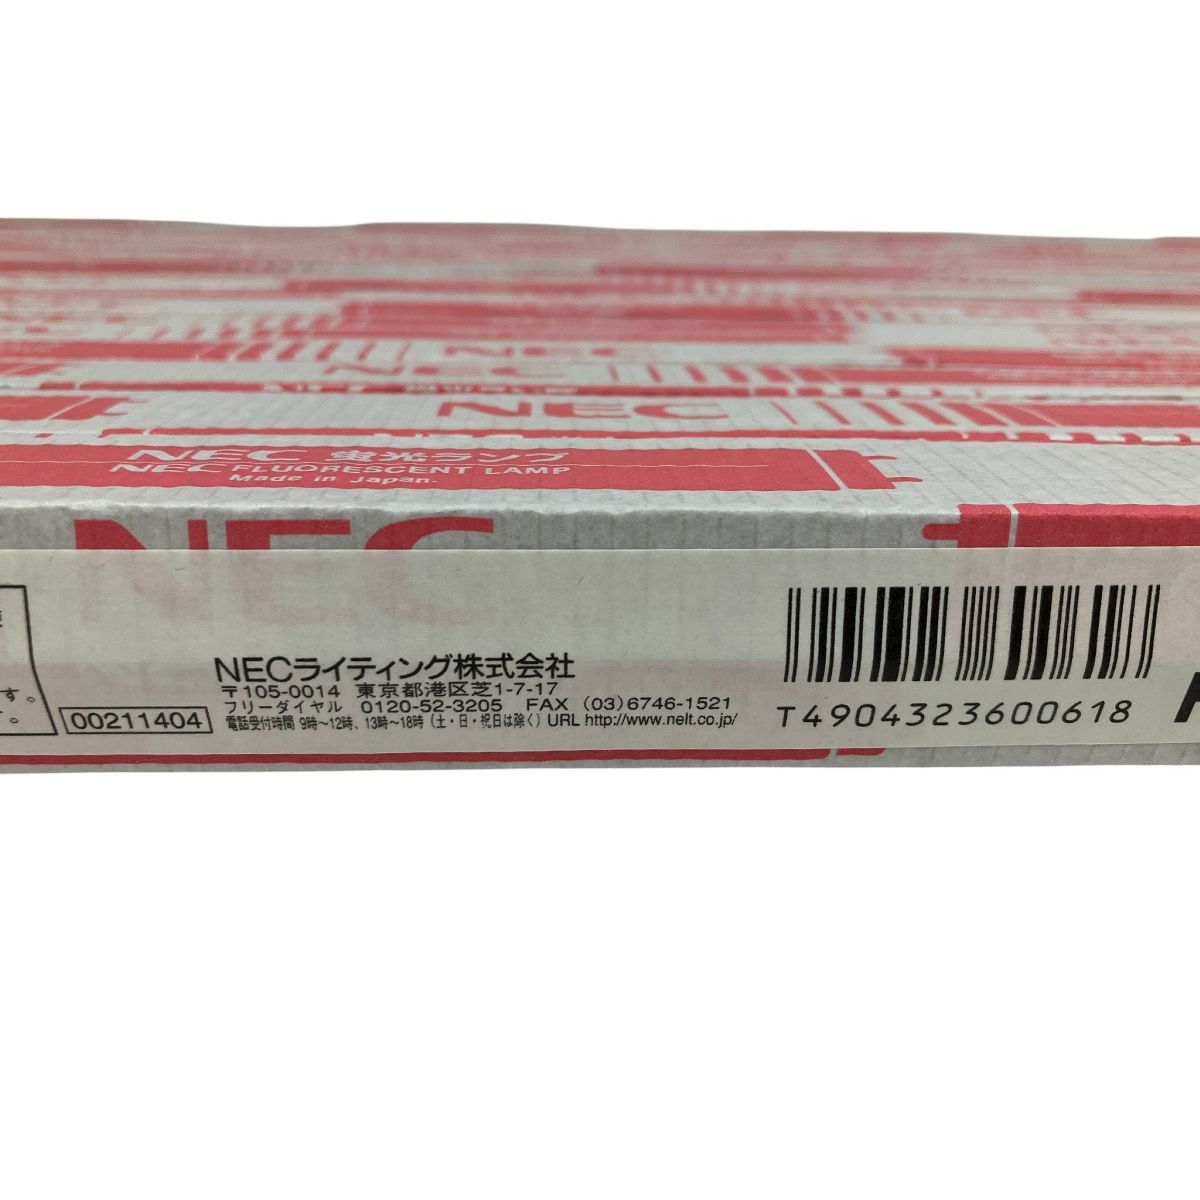 NEC
NEC
NEC 蛍光ランプ
NEC FLUORESCENT LAMP
Made in Japan.
NEC
す。
00211404
NECライティング株式会社
〒105-0014 東京都港区芝1-7-17
フリーダイヤル 0120-52-3205 FAX (03)6746-1521
電話受付時間 9時～12時、13時～18時（土・日・祝日は除く）URL http://www.nelt.co.jp/
T4904323600618